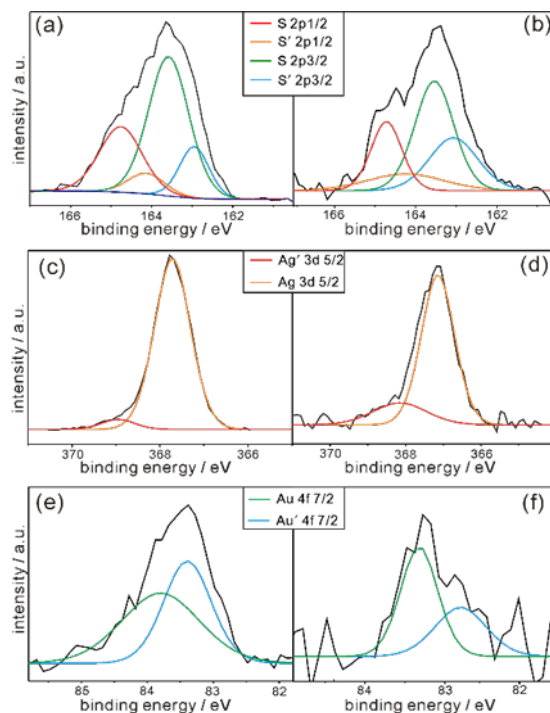 (a)
(b)
S 2p1/2
S′ 2p1/2
S 2p3/2
S′ 2p3/2
intensity / a.u.
166 164 162
166 164 162
binding energy / eV
binding energy / eV
(c)
(d)
Ag′ 3d 5/2
Ag 3d 5/2
intensity / a.u.
370 368 366
370 368 366
binding energy / eV
binding energy / eV
(e)
(f)
Au 4f 7/2
Au′ 4f 7/2
intensity / a.u.
85 84 83 82
84 83 82
binding energy / eV
binding energy / eV